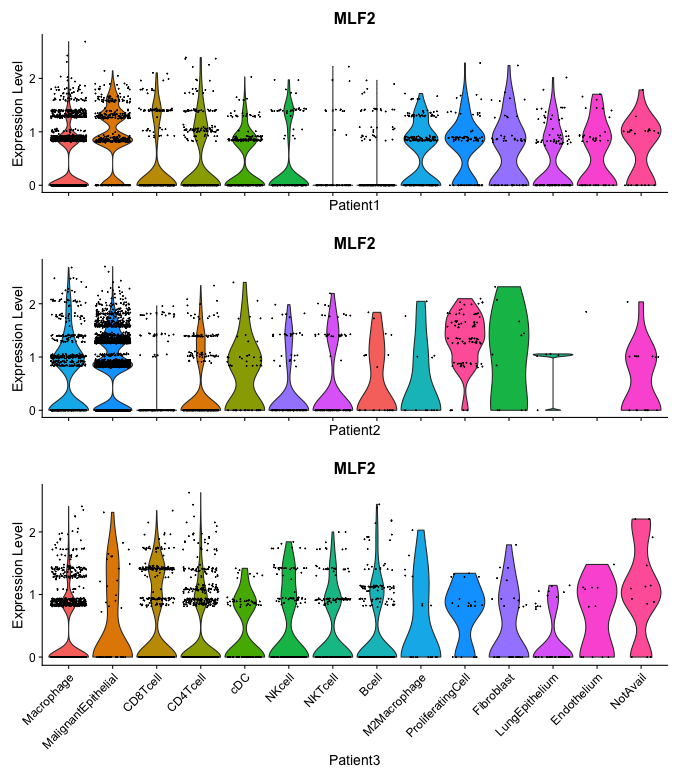 MLF2
Expression Level
2
1
0
Patient1
MLF2
Expression Level
2
1
0
Patient2
MLF2
Expression Level
2
1
0
Macrophage
MalignantEpithelial
CD8Tcell
CD4Tcell
cDC
NKcell
NKTcell
Bcell
M2Macrophage
ProliferatingCell
Fibroblast
LungEpithelium
Endothelium
NotAvail
Patient3